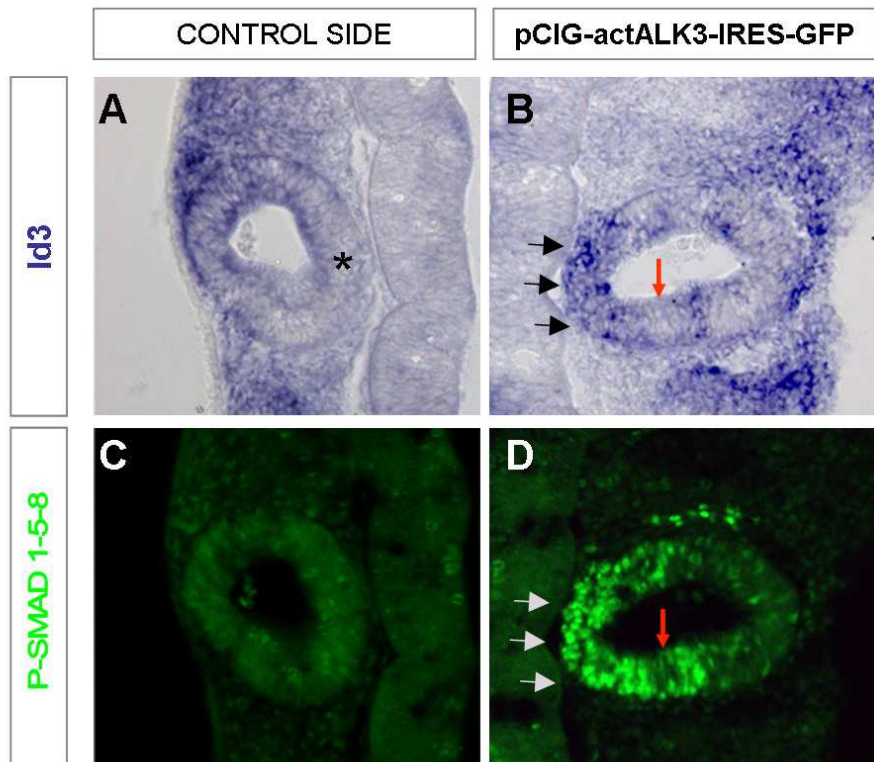 CONTROL SIDE
pCIG-actALK3-IRES-GFP
Id3
A
*
B
P-SMAD 1-5-8
C
D